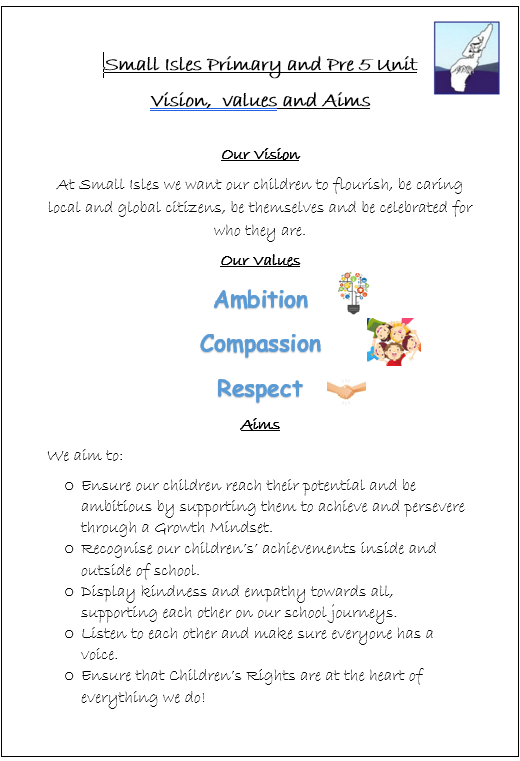 Small Isles Primary and Pre 5 Unit
Vision, values and Aims
Our Vision
At Small Isles we want our children to flourish, be caring
local and global citizens, be themselves and be celebrated for
who they are.
Our Values
Ambition
Compassion
Respect
Aims
We aim to:
o Ensure our children reach their potential and be
ambitious by supporting them to achieve and persevere
through a Growth Mindset.
o Recognise our children's' achievements inside and
outside of school.
o Display kindness and empathy towards all,
supporting each other on our school journeys.
o Listen to each other and make sure everyone has a
voice.
o Ensure that Children's Rights are at the heart of
everything we do!